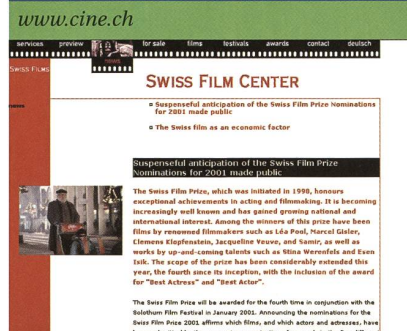 www.cine.ch
services preview for sale films festivals awards contact deutsch
SWISS FILMS
SWISS FILM CENTER
Suspenseful anticipation of the Swiss Film Prize Nominations
for 2001 made public
The Swiss film as an economic factor
Suspenseful anticipation of the Swiss Film Prize
Nominations for 2001 made public
The Swiss Film Prize, which was initiated in 1998, honours
exceptional achievements in acting and filmmaking. It is becoming
increasingly well known and has gained growing national and
international interest. Among the winners of this prize have been
films by renowned filmmakers such as Léa Pool, Marcel Gisler,
Clemens Klopfenstein, Jacqueline Veuve, and Samir, as well as
works by up-and-coming talents such as Stina Werenfels and Esen
Isik. The scope of the prize has been considerably extended this
year, the fourth since its inception, with the inclusion of the award
for "Best Actress" and "Best Actor".
The Swiss Film Prize will be awarded for the fourth time in conjunction with the
Solothurn Film Festival in January 2001. Announcing the nominations for the
Swiss Film Prize 2001 affirms which films, and which actors and actresses, have